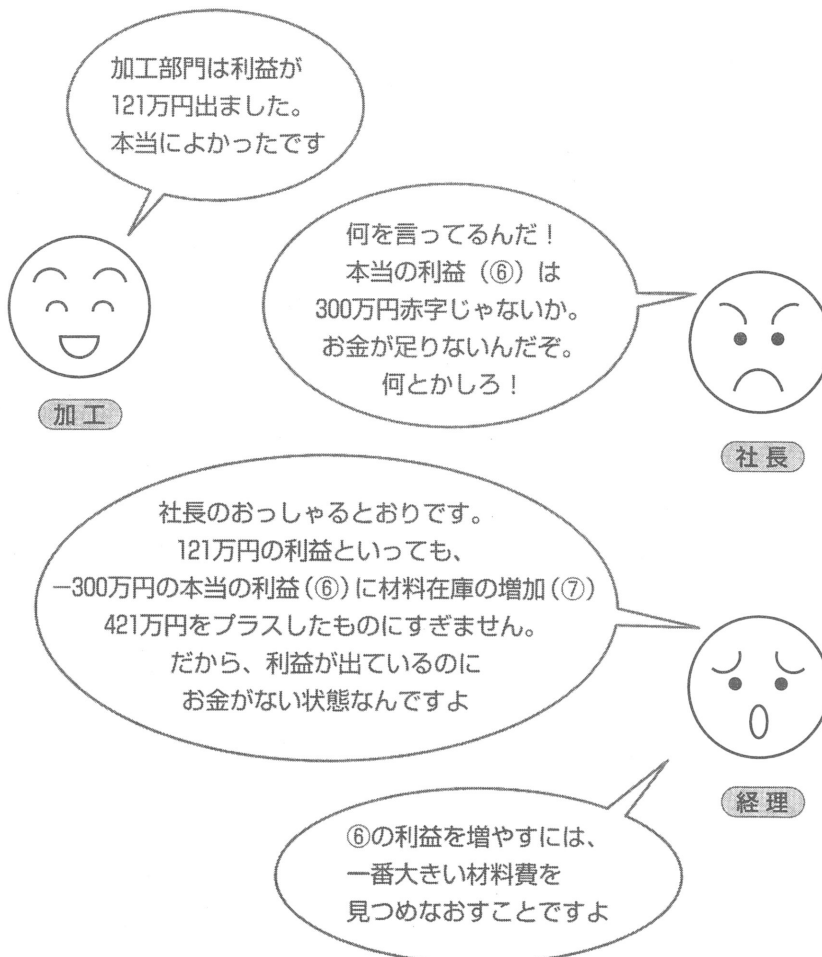 加工部門は利益が
121万円出ました。
本当によかったです
加工
何を言ってるんだ！
本当の利益（⑥）は
300万円赤字じゃないか。
お金が足りないんだぞ。
何とかしろ！
社長
社長のおっしゃるとおりです。
121万円の利益といっても、
−300万円の本当の利益（⑥）に材料在庫の増加（⑦）
421万円をプラスしたものにすぎません。
だから、利益が出ているのに
お金がない状態なんですよ
経理
⑥の利益を増やすには、
一番大きい材料費を
見つめなおすことですよ